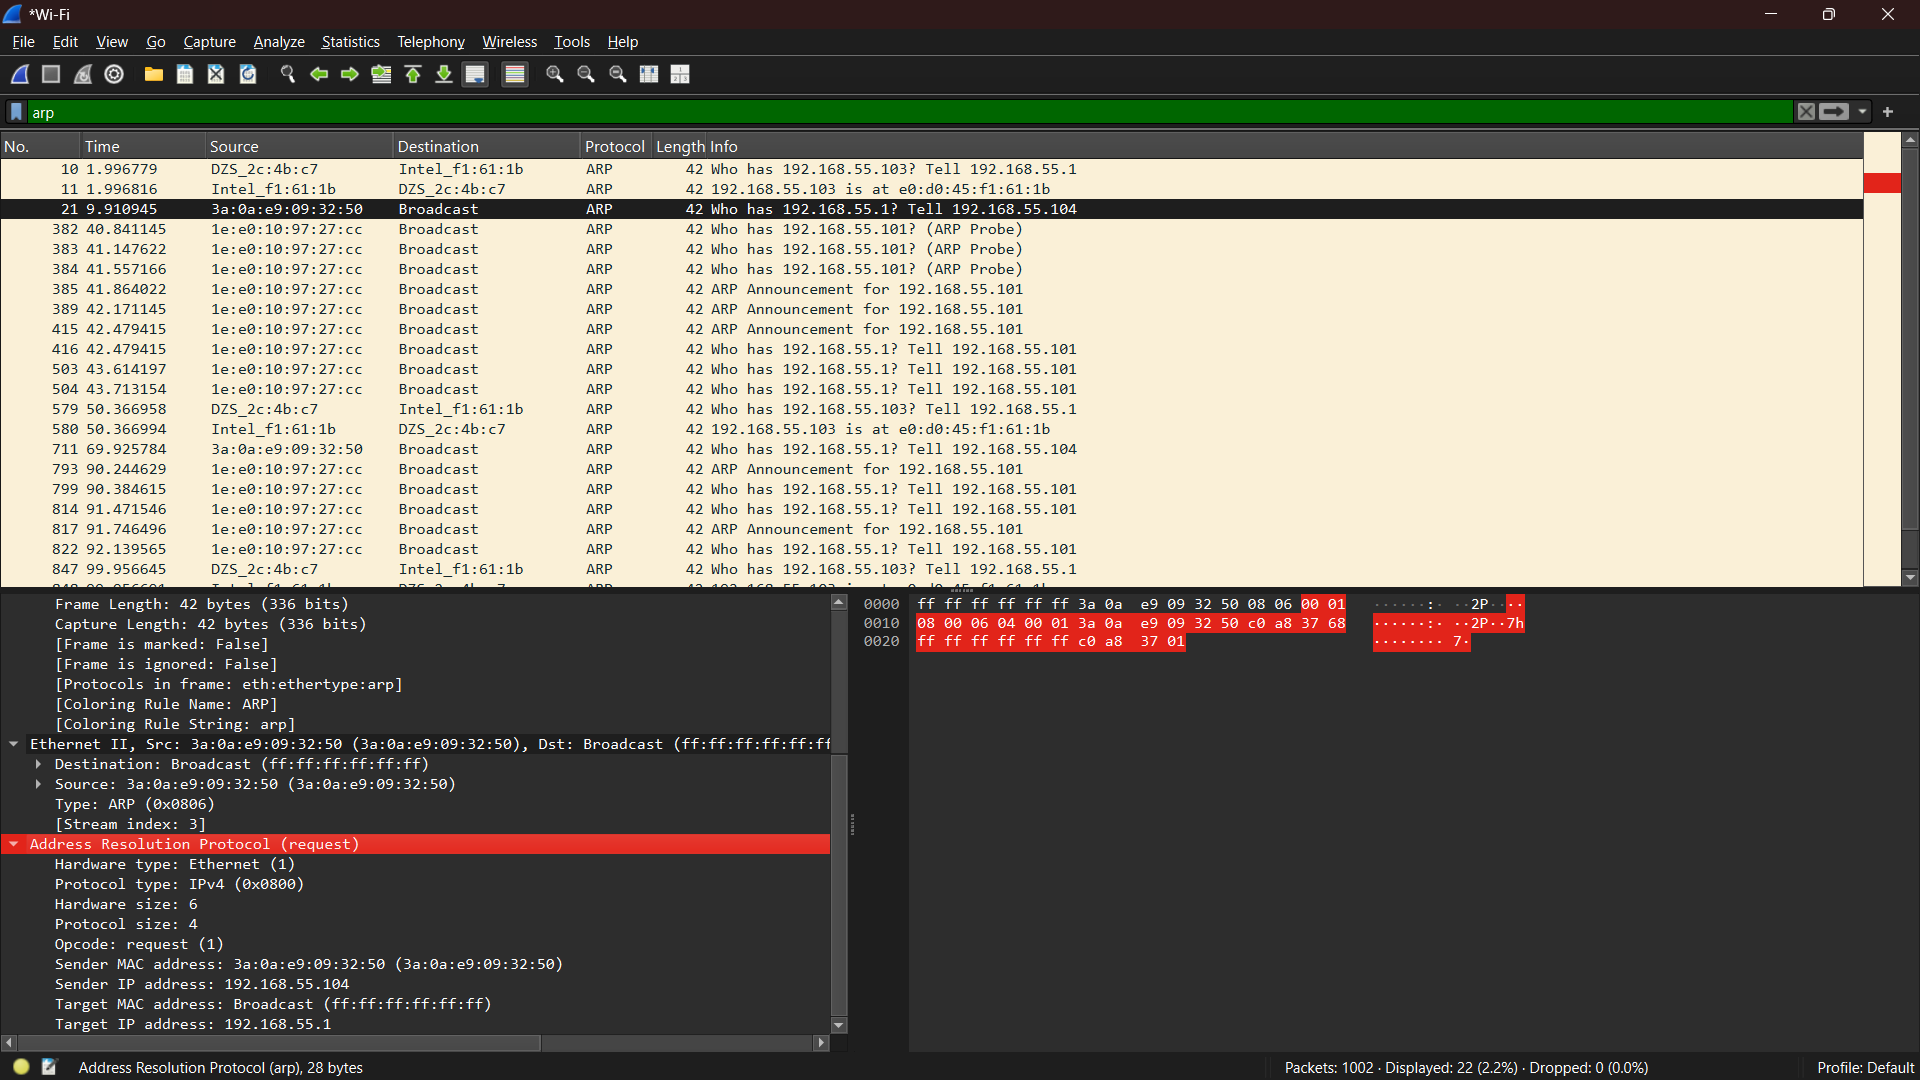 *Wi-Fi
File Edit View Go Capture Analyze Statistics Telephony Wireless Tools Help
arp
No. Time Source Destination Protocol Length Info
10 1.996779 DZS_2c:4b:c7 Intel_f1:61:1b ARP 42 Who has 192.168.55.103? Tell 192.168.55.1
11 1.996816 Intel_f1:61:1b DZS_2c:4b:c7 ARP 42 192.168.55.103 is at e0:d0:45:f1:61:1b
21 9.910945 3a:0a:e9:09:32:50 Broadcast ARP 42 Who has 192.168.55.1? Tell 192.168.55.104
382 40.841145 1e:e0:10:97:27:cc Broadcast ARP 42 Who has 192.168.55.101? (ARP Probe)
383 41.147622 1e:e0:10:97:27:cc Broadcast ARP 42 Who has 192.168.55.101? (ARP Probe)
384 41.557166 1e:e0:10:97:27:cc Broadcast ARP 42 Who has 192.168.55.101? (ARP Probe)
385 41.864022 1e:e0:10:97:27:cc Broadcast ARP 42 ARP Announcement for 192.168.55.101
389 42.171145 1e:e0:10:97:27:cc Broadcast ARP 42 ARP Announcement for 192.168.55.101
415 42.479415 1e:e0:10:97:27:cc Broadcast ARP 42 ARP Announcement for 192.168.55.101
416 42.479415 1e:e0:10:97:27:cc Broadcast ARP 42 Who has 192.168.55.1? Tell 192.168.55.101
503 43.614197 1e:e0:10:97:27:cc Broadcast ARP 42 Who has 192.168.55.1? Tell 192.168.55.101
504 43.713154 1e:e0:10:97:27:cc Broadcast ARP 42 Who has 192.168.55.1? Tell 192.168.55.101
579 50.366958 DZS_2c:4b:c7 Intel_f1:61:1b ARP 42 Who has 192.168.55.103? Tell 192.168.55.1
580 50.366994 Intel_f1:61:1b DZS_2c:4b:c7 ARP 42 192.168.55.103 is at e0:d0:45:f1:61:1b
711 69.925784 3a:0a:e9:09:32:50 Broadcast ARP 42 Who has 192.168.55.1? Tell 192.168.55.104
793 90.244629 1e:e0:10:97:27:cc Broadcast ARP 42 ARP Announcement for 192.168.55.101
799 90.384615 1e:e0:10:97:27:cc Broadcast ARP 42 Who has 192.168.55.1? Tell 192.168.55.101
814 91.471546 1e:e0:10:97:27:cc Broadcast ARP 42 Who has 192.168.55.1? Tell 192.168.55.101
817 91.746496 1e:e0:10:97:27:cc Broadcast ARP 42 ARP Announcement for 192.168.55.101
822 92.139565 1e:e0:10:97:27:cc Broadcast ARP 42 Who has 192.168.55.1? Tell 192.168.55.101
847 99.956645 DZS_2c:4b:c7 Intel_f1:61:1b ARP 42 Who has 192.168.55.103? Tell 192.168.55.1
Frame Length: 42 bytes (336 bits)
Capture Length: 42 bytes (336 bits)
[Frame is marked: False]
[Frame is ignored: False]
[Protocols in frame: eth:ethertype:arp]
[Coloring Rule Name: ARP]
[Coloring Rule String: arp]
Ethernet II, Src: 3a:0a:e9:09:32:50 (3a:0a:e9:09:32:50), Dst: Broadcast (ff:ff:ff:ff:ff:ff
Destination: Broadcast (ff:ff:ff:ff:ff:ff)
Source: 3a:0a:e9:09:32:50 (3a:0a:e9:09:32:50)
Type: ARP (0x0806)
[Stream index: 3]
Address Resolution Protocol (request)
Hardware type: Ethernet (1)
Protocol type: IPv4 (0x0800)
Hardware size: 6
Protocol size: 4
Opcode: request (1)
Sender MAC address: 3a:0a:e9:09:32:50 (3a:0a:e9:09:32:50)
Sender IP address: 192.168.55.104
Target MAC address: Broadcast (ff:ff:ff:ff:ff:ff)
Target IP address: 192.168.55.1
0000 ff ff ff ff ff ff 3a 0a e9 09 32 50 08 06 00 01 ······:· ··2P····
0010 08 00 06 04 00 01 3a 0a e9 09 32 50 c0 a8 37 68 ······:· ··2P··7h
0020 ff ff ff ff ff ff c0 a8 37 01 ········ 7·
Address Resolution Protocol (arp), 28 bytes
Packets: 1002 · Displayed: 22 (2.2%) · Dropped: 0 (0.0%)
Profile: Default